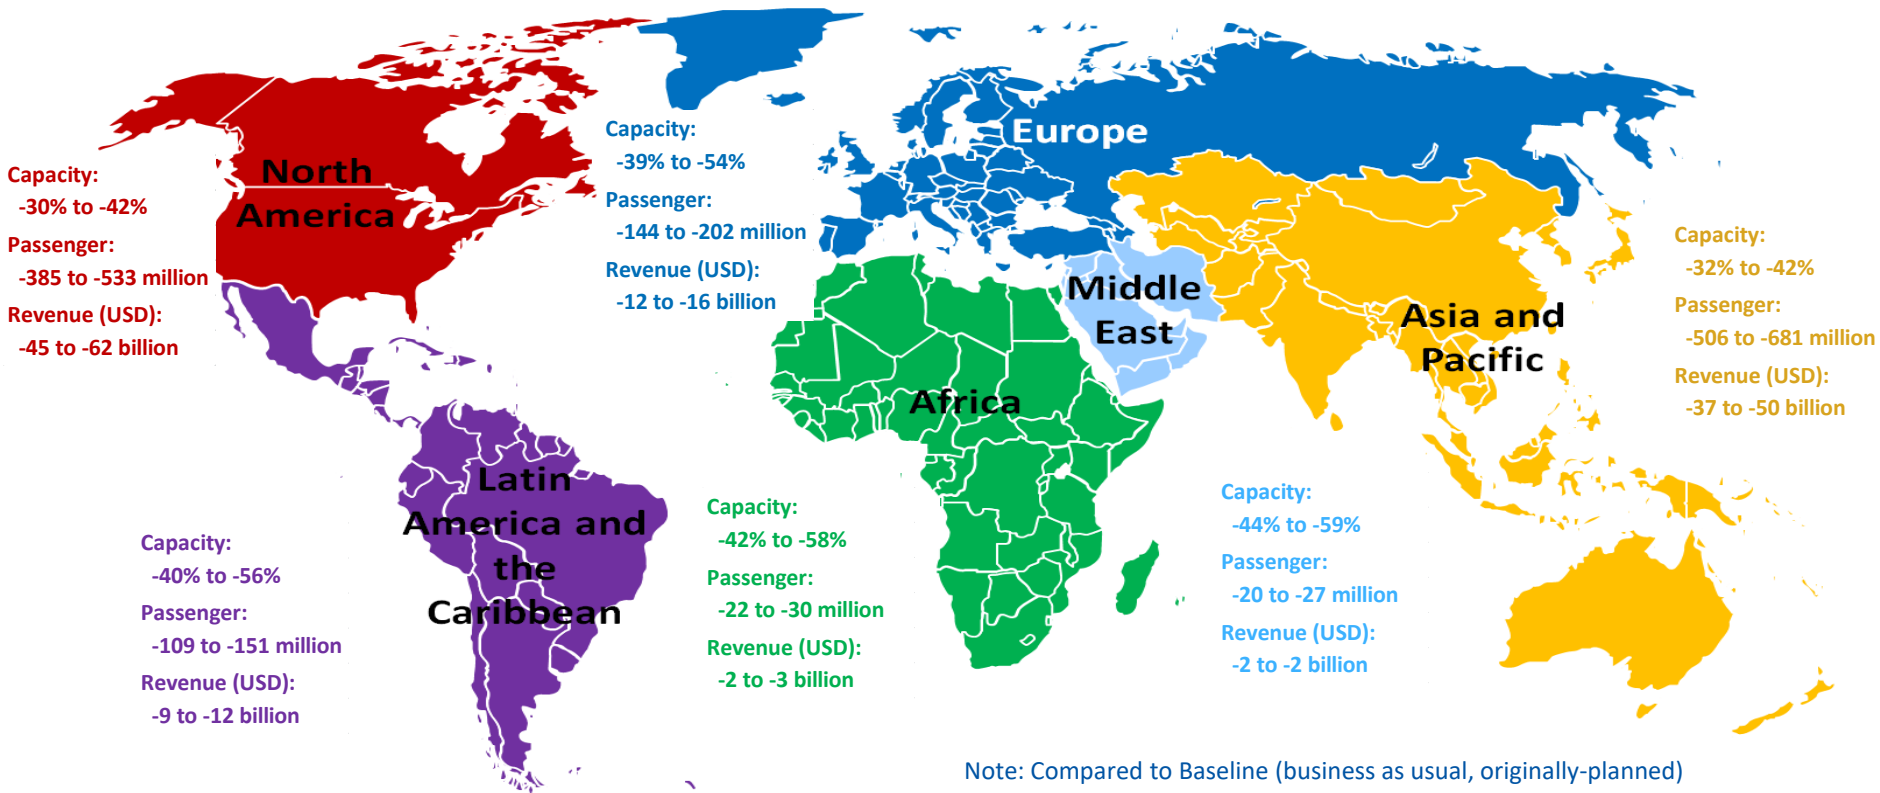 North
America
Capacity:
-30% to -42%
Passenger:
-385 to -533 million
Revenue (USD):
-45 to -62 billion
Capacity:
-39% to -54%
Passenger:
-144 to -202 million
Revenue (USD):
-12 to -16 billion
Europe
Middle
East
Asia and
Pacific
Capacity:
-32% to -42%
Passenger:
-506 to -681 million
Revenue (USD):
-37 to -50 billion
Africa
Latin
America and
the
Caribbean
Capacity:
-40% to -56%
Passenger:
-109 to -151 million
Revenue (USD):
-9 to -12 billion
Capacity:
-42% to -58%
Passenger:
-22 to -30 million
Revenue (USD):
-2 to -3 billion
Capacity:
-44% to -59%
Passenger:
-20 to -27 million
Revenue (USD):
-2 to -2 billion
Note: Compared to Baseline (business as usual, originally-planned)